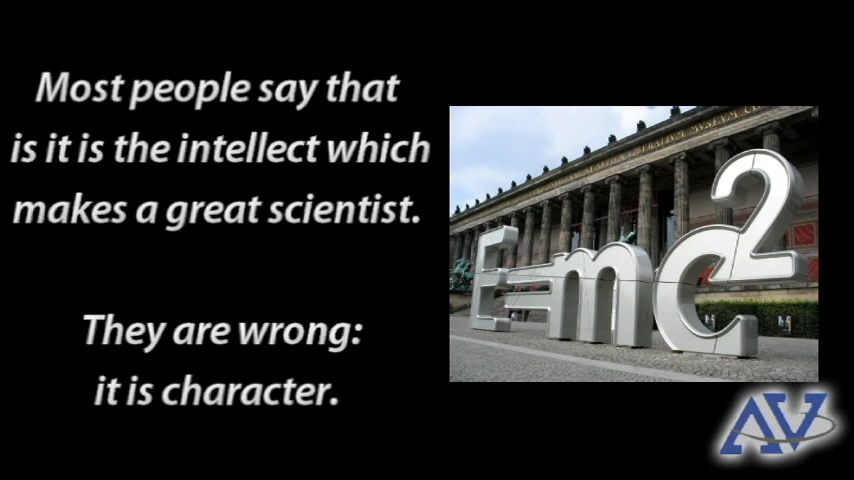 Most people say that
is it is the intellect which
makes a great scientist.
They are wrong:
it is character.
E=mc2
AV